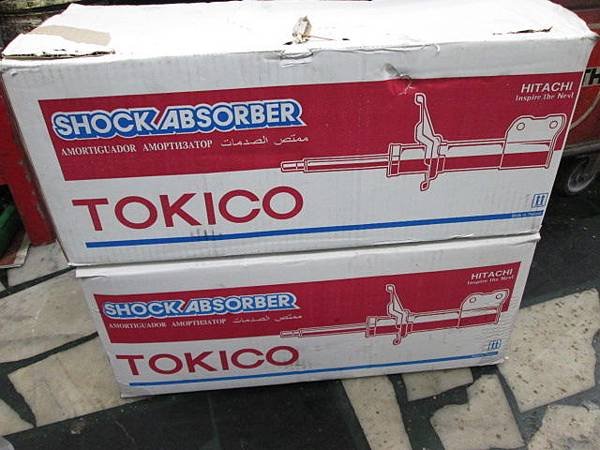 HITACHI
Inspire the Next
SHOCK ABSORBER
AMORTIGUADOR АМОРТИЗАТОР ممتص الصدمات
TOKICO
HITACHI
Inspire the Next
SHOCK ABSORBER
AMORTIGUADOR АМОРТИЗАТОР ممتص الصدمات
TOKICO